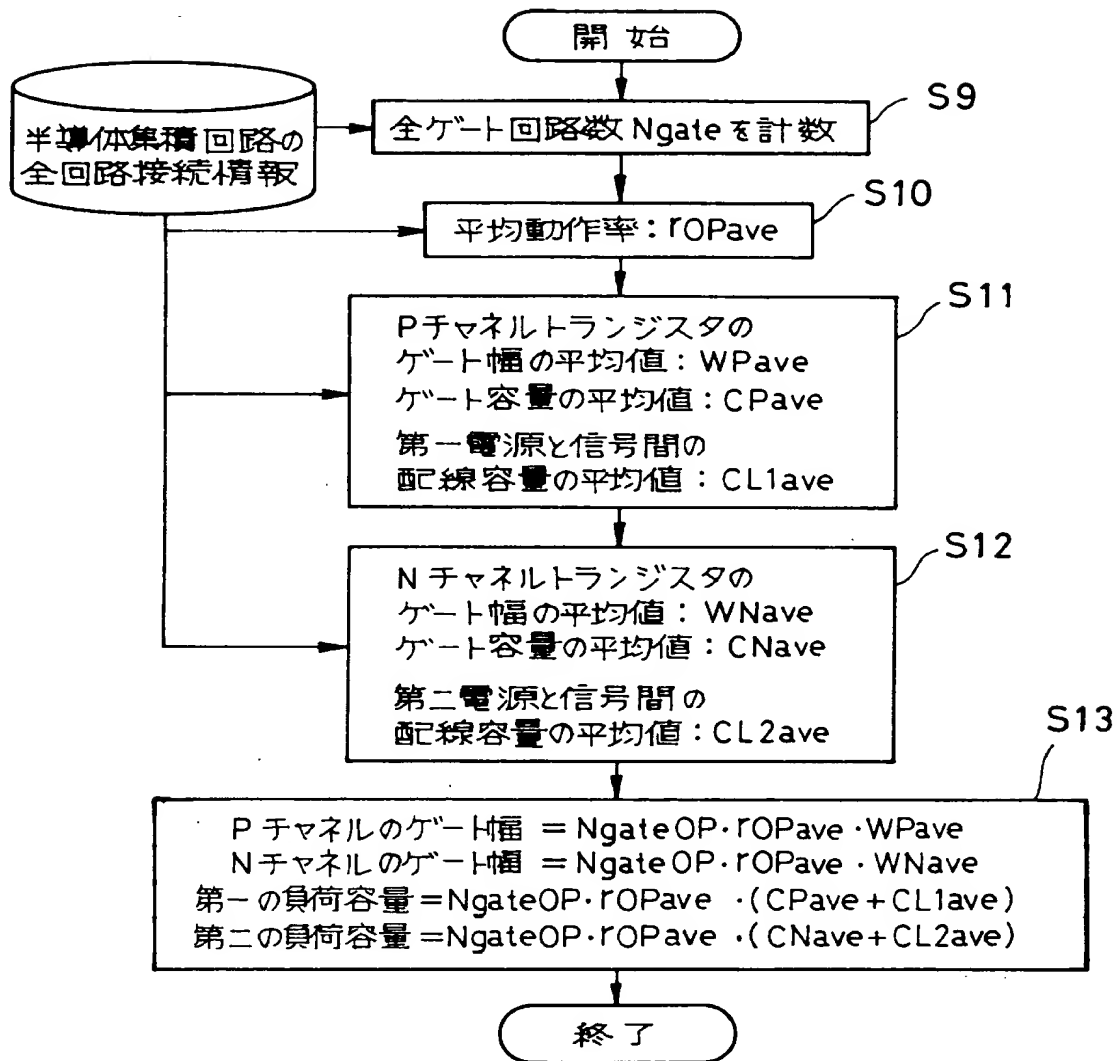 開始
半導体集積回路の
全回路接続情報
S9
全ゲート回路数Ngateを計数
S10
平均動作率：rOPave
S11
Pチャネルトランジスタの
ゲート幅の平均値：WPave
ゲート容量の平均値：CPave
第一電源と信号間の
配線容量の平均値：CL1ave
S12
Nチャネルトランジスタの
ゲート幅の平均値：WNave
ゲート容量の平均値：CNave
第二電源と信号間の
配線容量の平均値：CL2ave
S13
Pチャネルのゲート幅 = NgateOP・rOPave・WPave
Nチャネルのゲート幅 = NgateOP・rOPave・WNave
第一の負荷容量=NgateOP・rOPave・(CPave+CL1ave)
第二の負荷容量=NgateOP・rOPave・(CNave+CL2ave)
終了